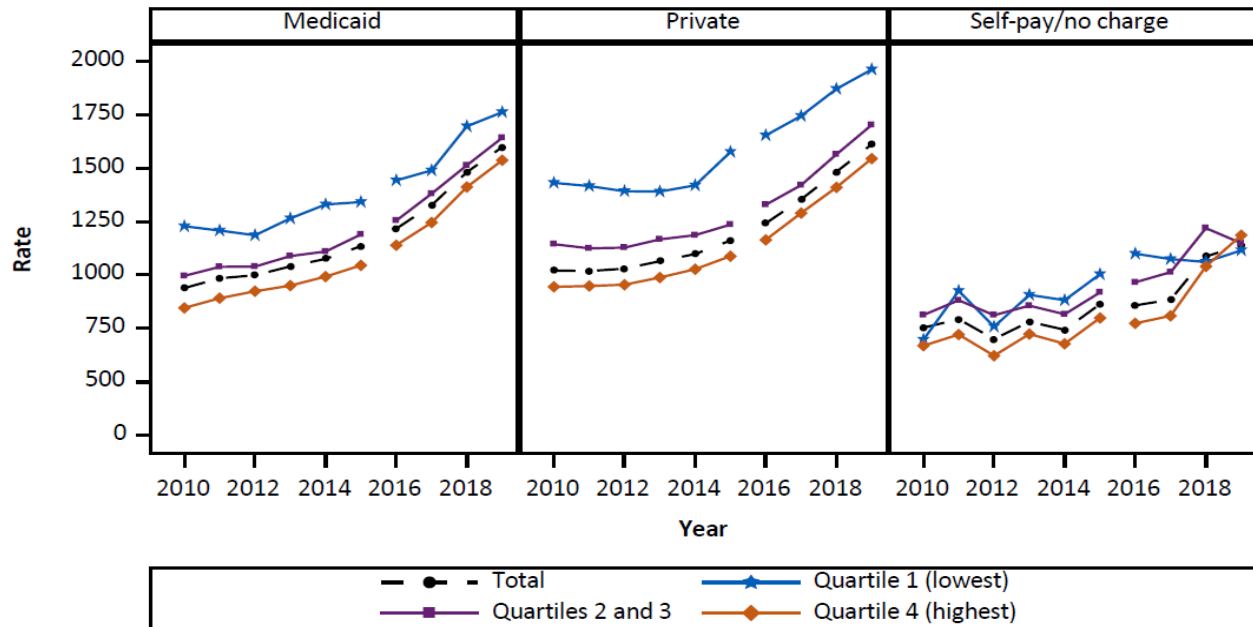 Medicaid Private Self-pay/no charge
2000
1750
1500
1250
1000
750
500
0
Rate
2010 2012 2014 2016 2018 2010 2012 2014 2016 2018 2010 2012 2014 2016 2018
Year
Total Quartile 1 (lowest)
Quartiles 2 and 3 Quartile 4 (highest)